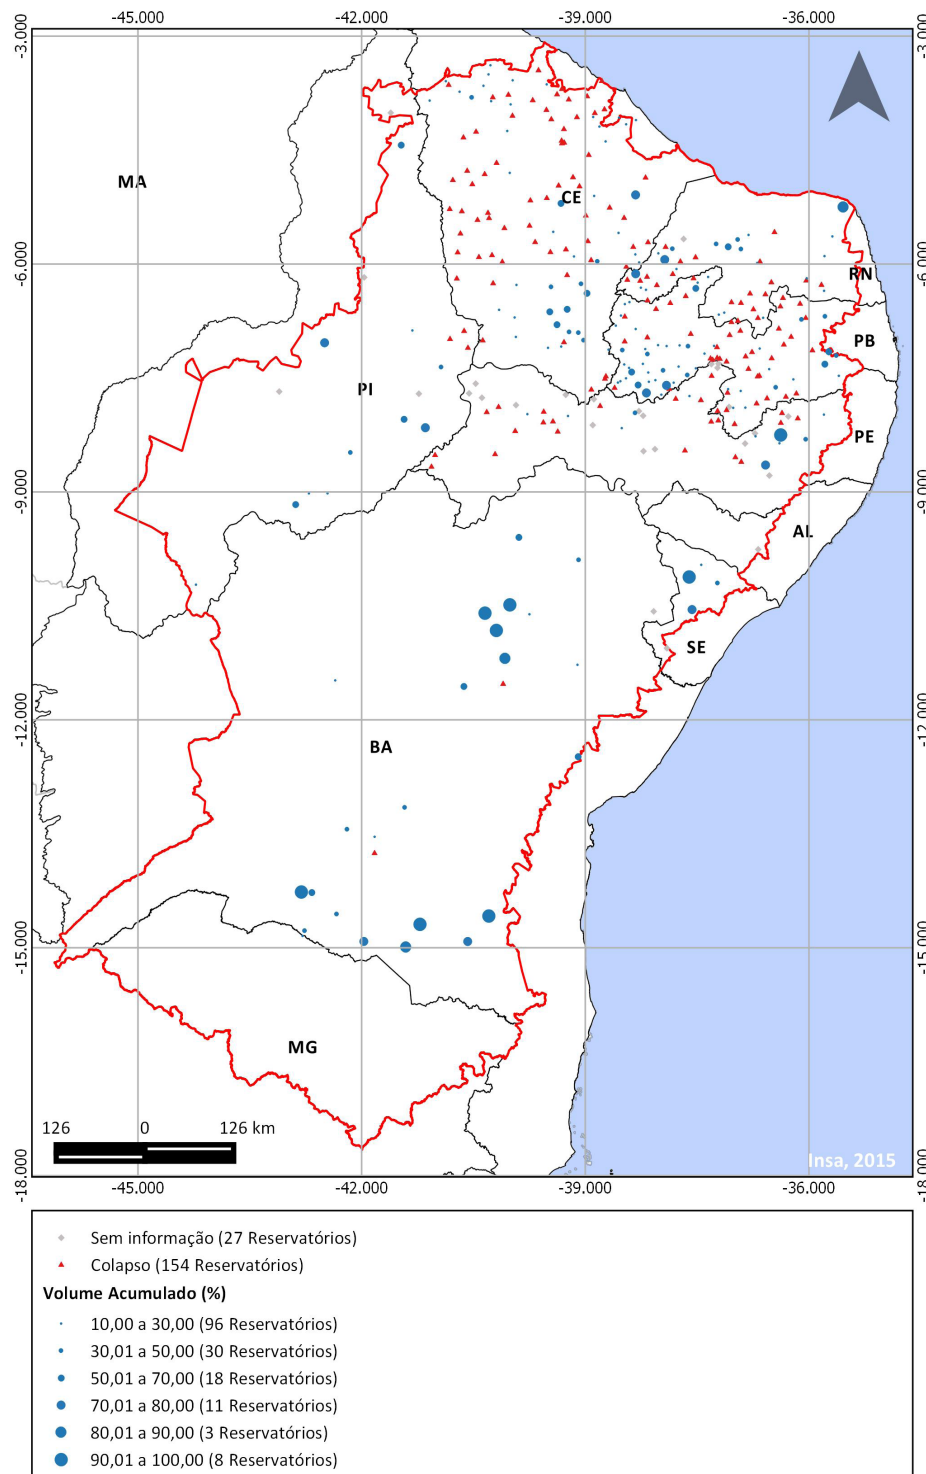 -45.000 -42.000 -39.000 -36.000
-3.000 -3.000
MA
CE
-6.000 -6.000
RN
PB
PI
PE
-9.000 -9.000
AL
SE
-12.000 -12.000
BA
-15.000 -15.000
MG
126 0 126 km
Insa, 2015
-18.000 -18.000
-45.000 -42.000 -39.000 -36.000
Sem informação (27 Reservatórios)
Colapso (154 Reservatórios)
Volume Acumulado (%)
10,00 a 30,00 (96 Reservatórios)
30,01 a 50,00 (30 Reservatórios)
50,01 a 70,00 (18 Reservatórios)
70,01 a 80,00 (11 Reservatórios)
80,01 a 90,00 (3 Reservatórios)
90,01 a 100,00 (8 Reservatórios)